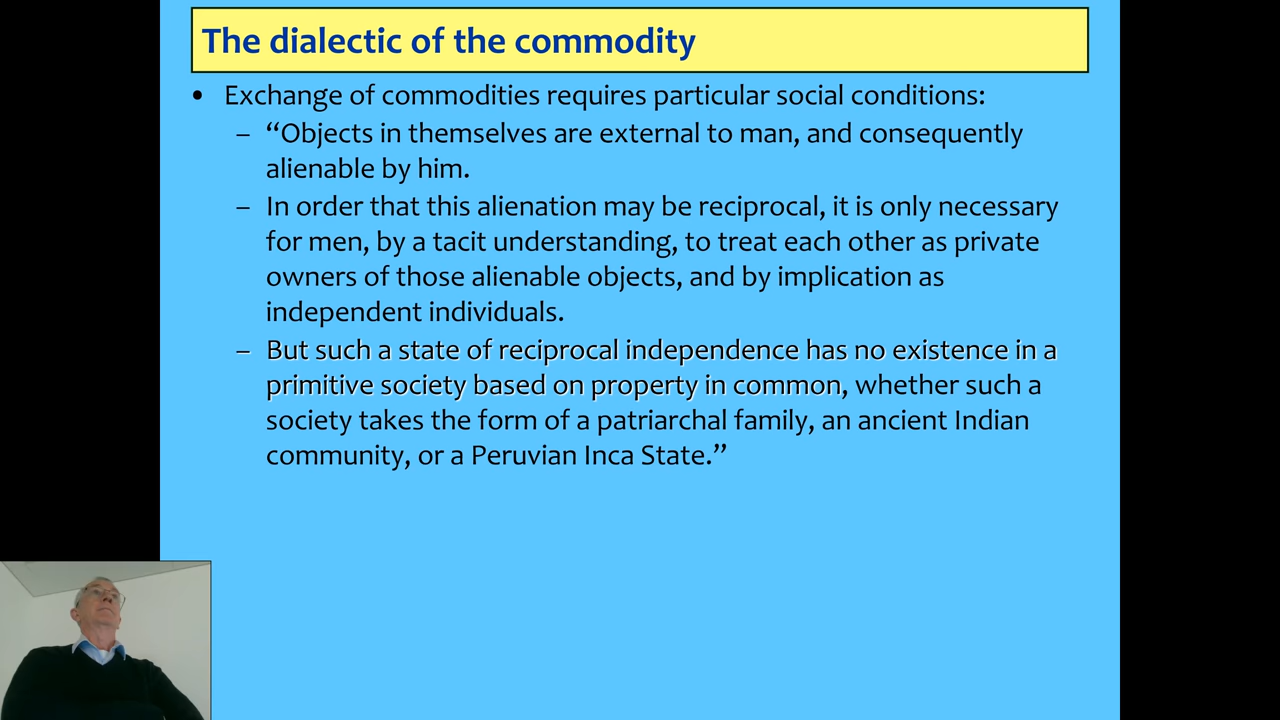 The dialectic of the commodity
• Exchange of commodities requires particular social conditions:
– “Objects in themselves are external to man, and consequently
alienable by him.
– In order that this alienation may be reciprocal, it is only necessary
for men, by a tacit understanding, to treat each other as private
owners of those alienable objects, and by implication as
independent individuals.
– But such a state of reciprocal independence has no existence in a
primitive society based on property in common, whether such a
society takes the form of a patriarchal family, an ancient Indian
community, or a Peruvian Inca State.”